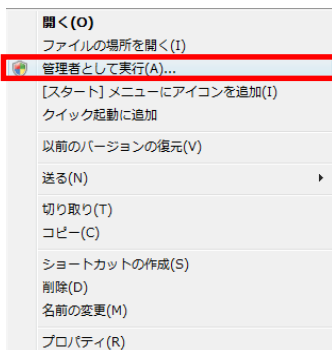 開く(O)
ファイルの場所を開く(I)
管理者として実行(A)...
[スタート] メニューにアイコンを追加(I)
クイック起動に追加
以前のバージョンの復元(V)
送る(N)
切り取り(T)
コピー(C)
ショートカットの作成(S)
削除(D)
名前の変更(M)
プロパティ(R)